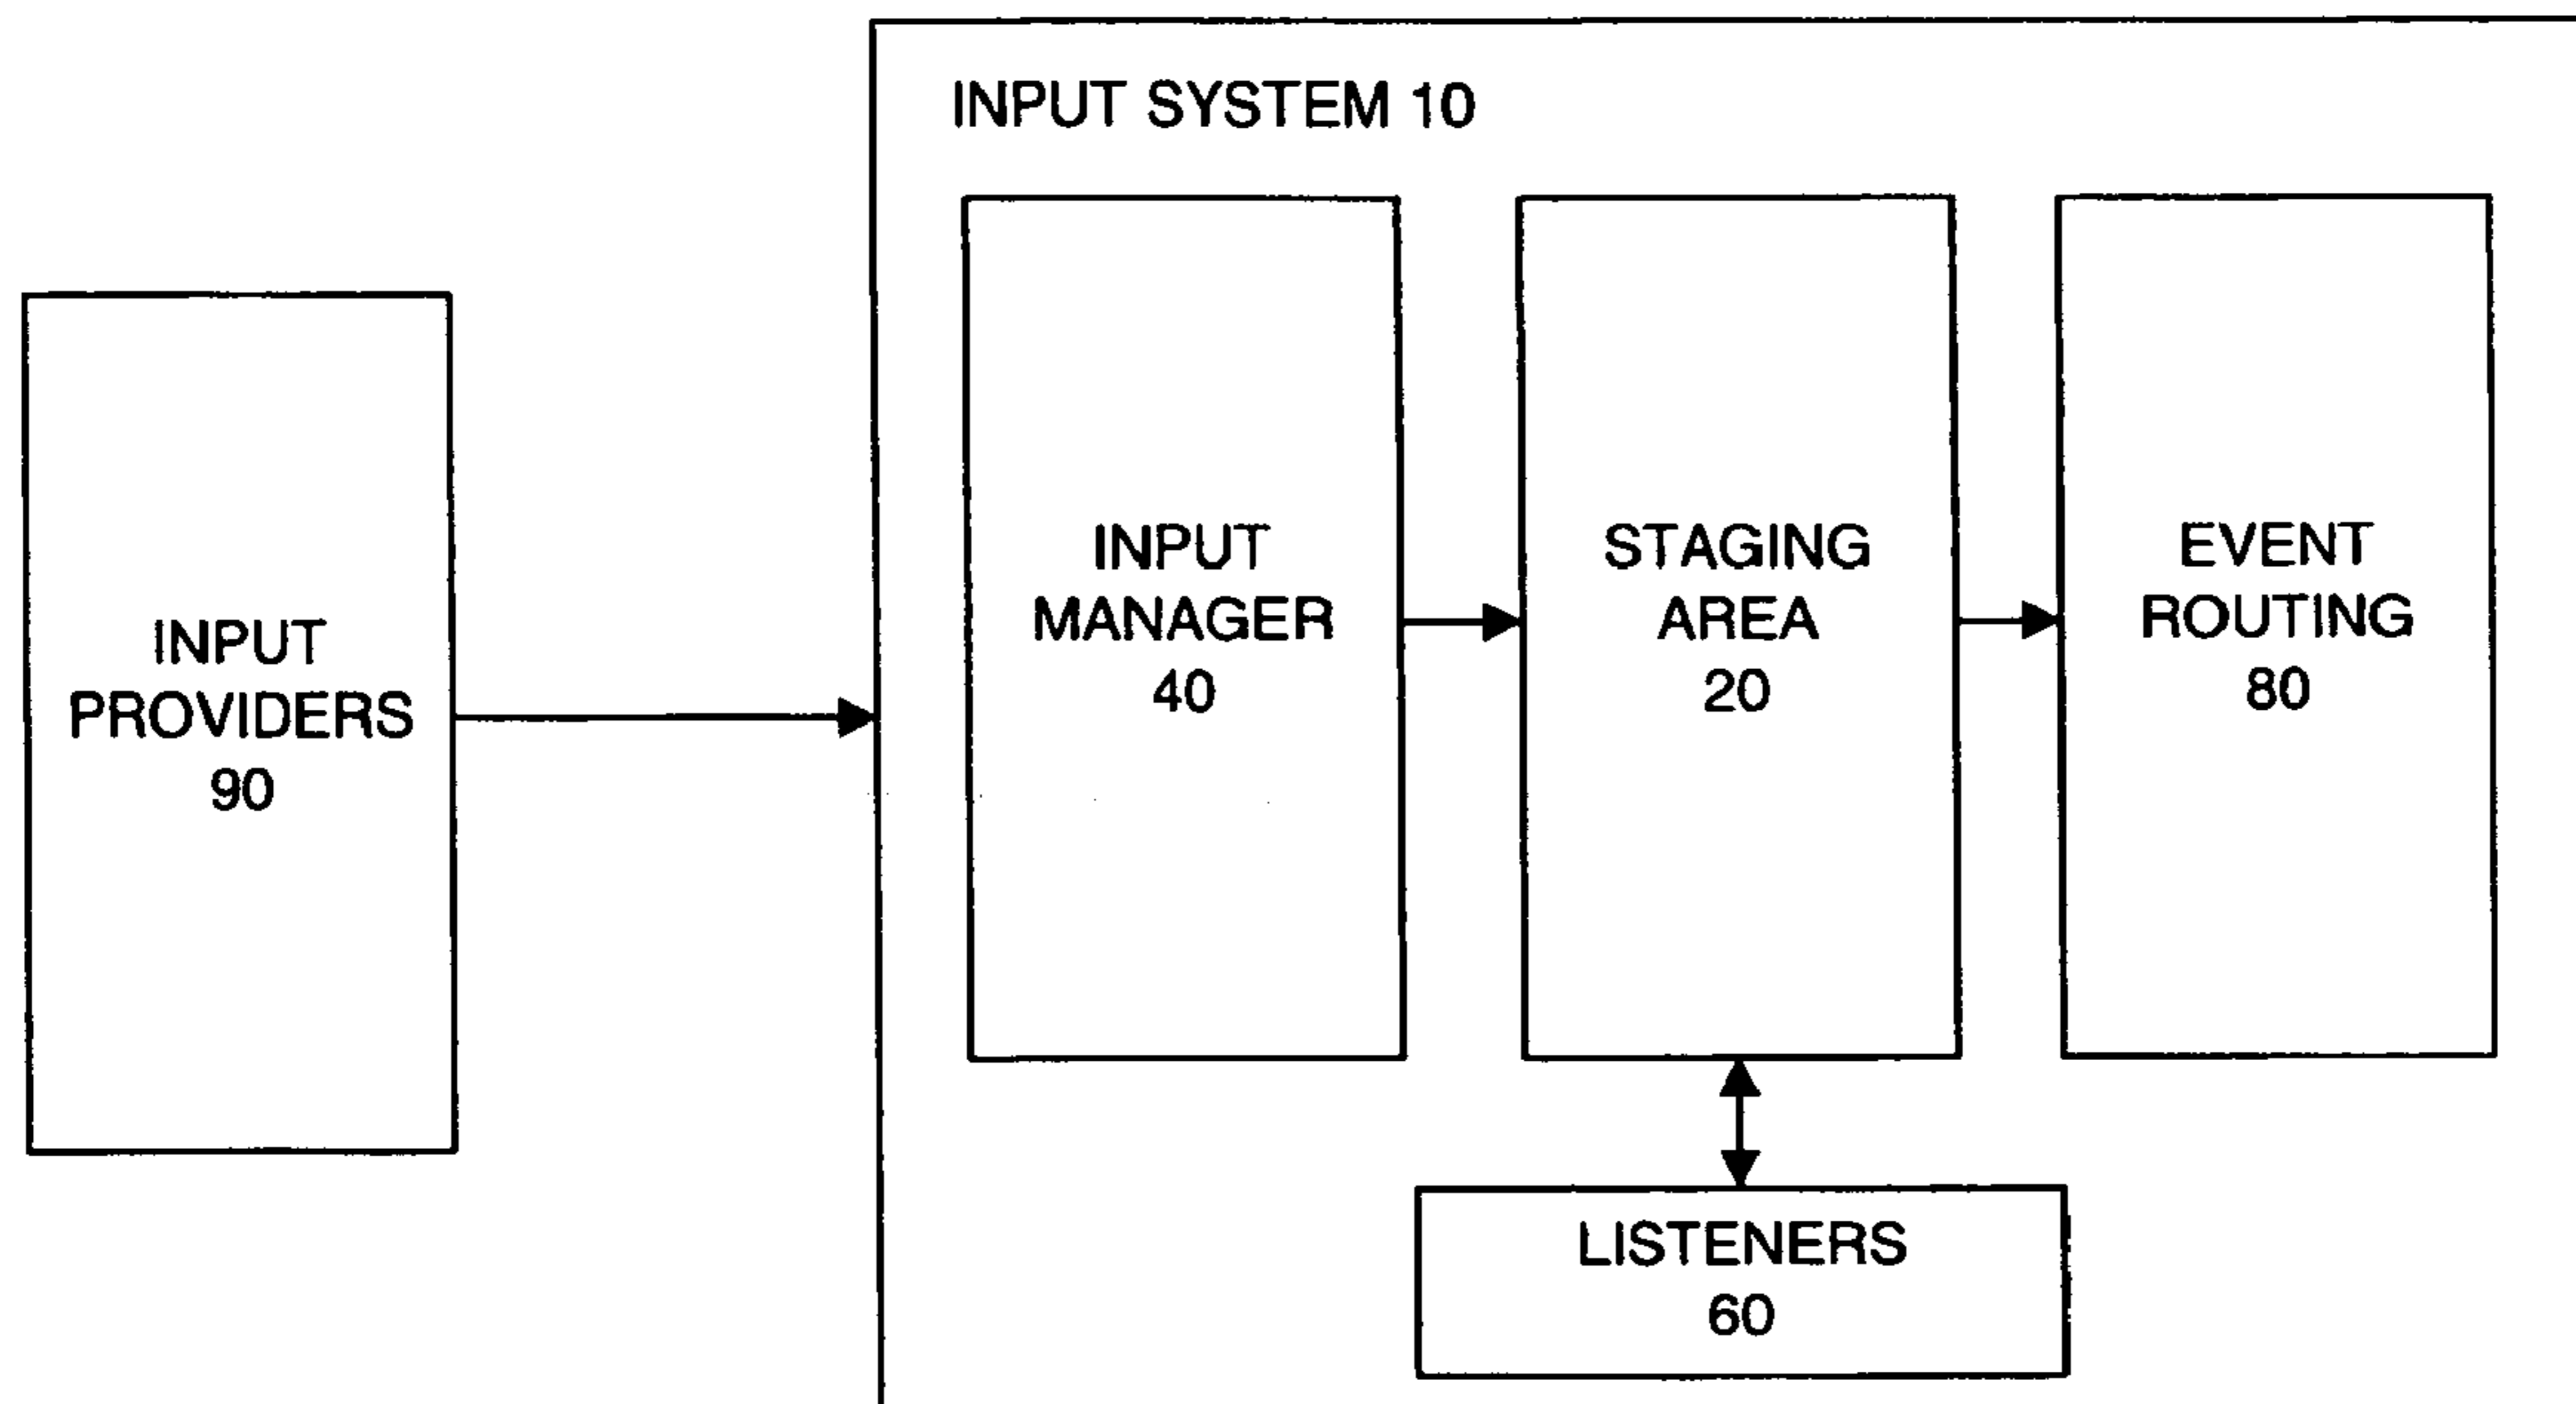 INPUT SYSTEM 10
INPUT
PROVIDERS
90
INPUT
MANAGER
40
STAGING
AREA
20
EVENT
ROUTING
80
LISTENERS
60